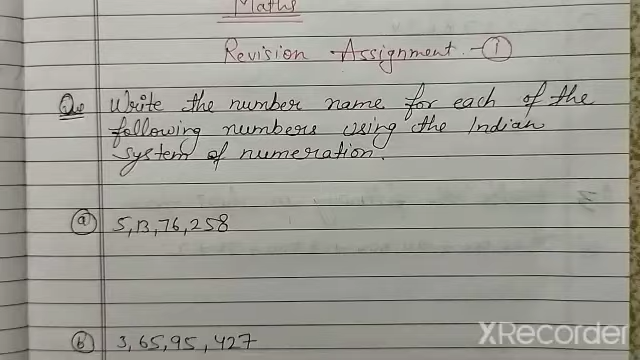 Maths
Revision Assignment - 1
Que Write the number name for each of the
following numbers using the Indian
system of numeration.
a 5,13,76,258
b 3,65,95,427
XRecorder